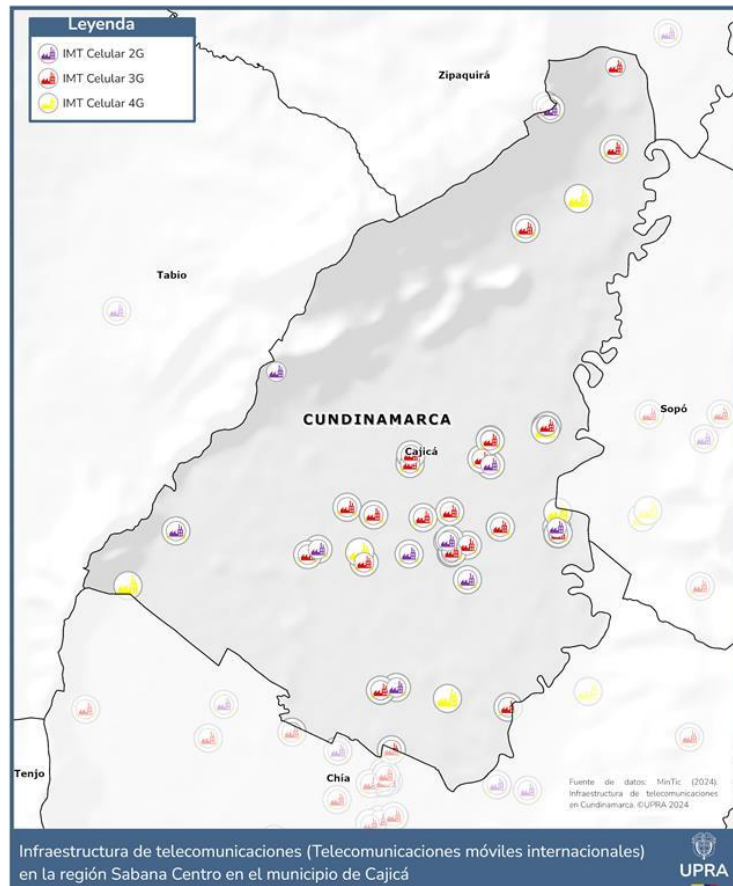 Leyenda
IMT Celular 2G
IMT Celular 3G
IMT Celular 4G
Zipaquirá
Tabio
CUNDINAMARCA
Sopó
Cajicá
Tenjo
Chía
Fuente de datos: MinTic (2024).
Infraestructura de telecomunicaciones
en Cundinamarca. ©UPRA 2024
Infraestructura de telecomunicaciones (Telecomunicaciones móviles internacionales)
en la región Sabana Centro en el municipio de Cajicá
UPRA